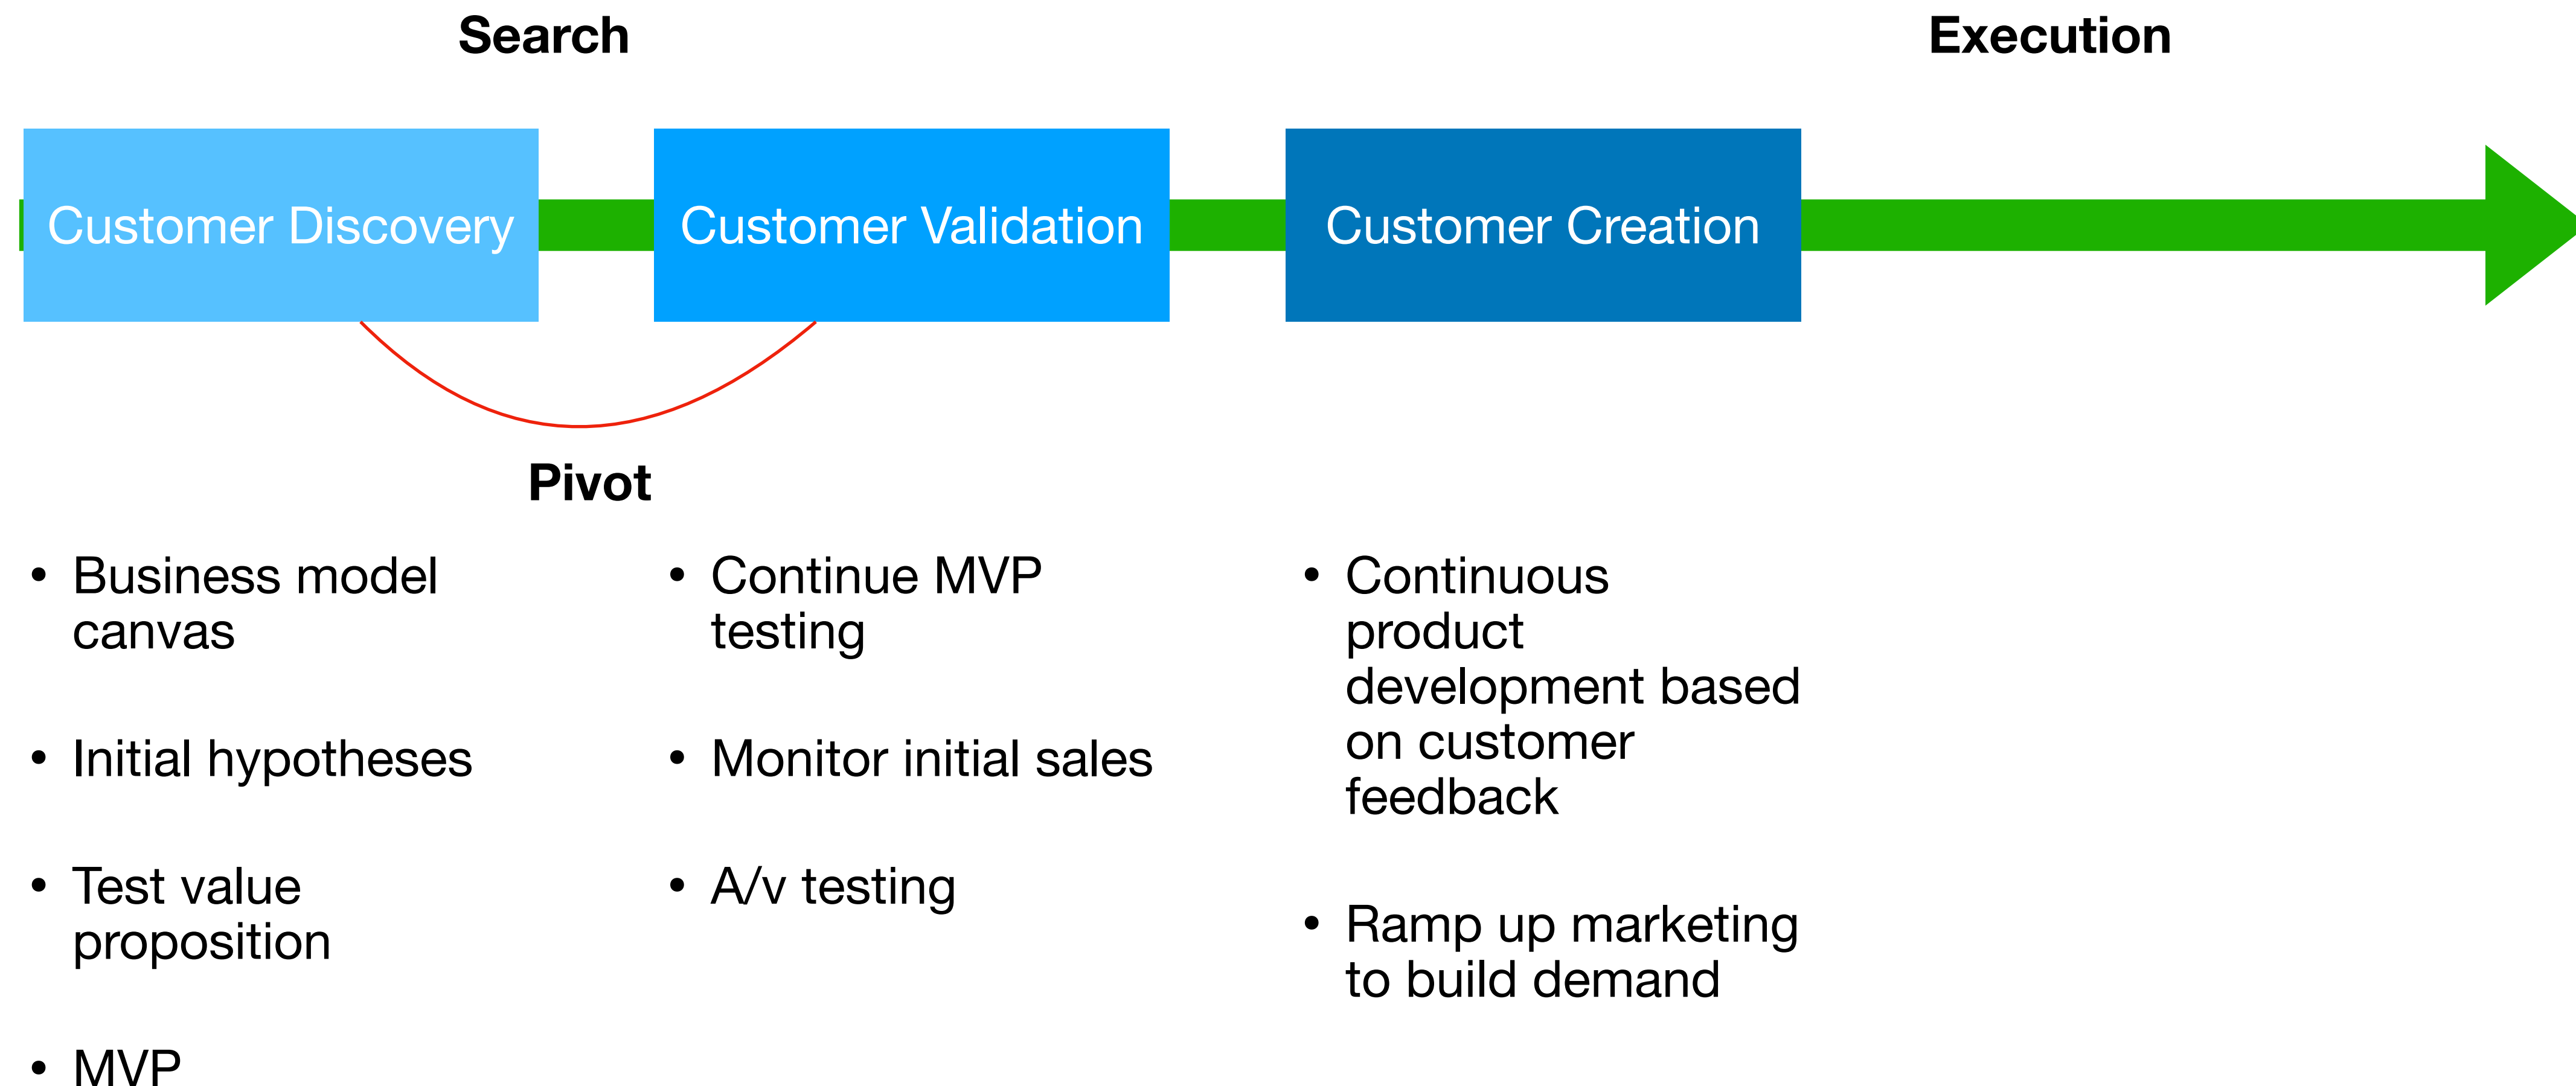 Search
Execution
Customer Discovery
Customer Validation
Customer Creation
Pivot
• Business model
canvas
• Initial hypotheses
• Test value
proposition
• MVP
• Continue MVP
testing
• Monitor initial sales
• A/v testing
• Continuous
product
development based
on customer
feedback
• Ramp up marketing
to build demand